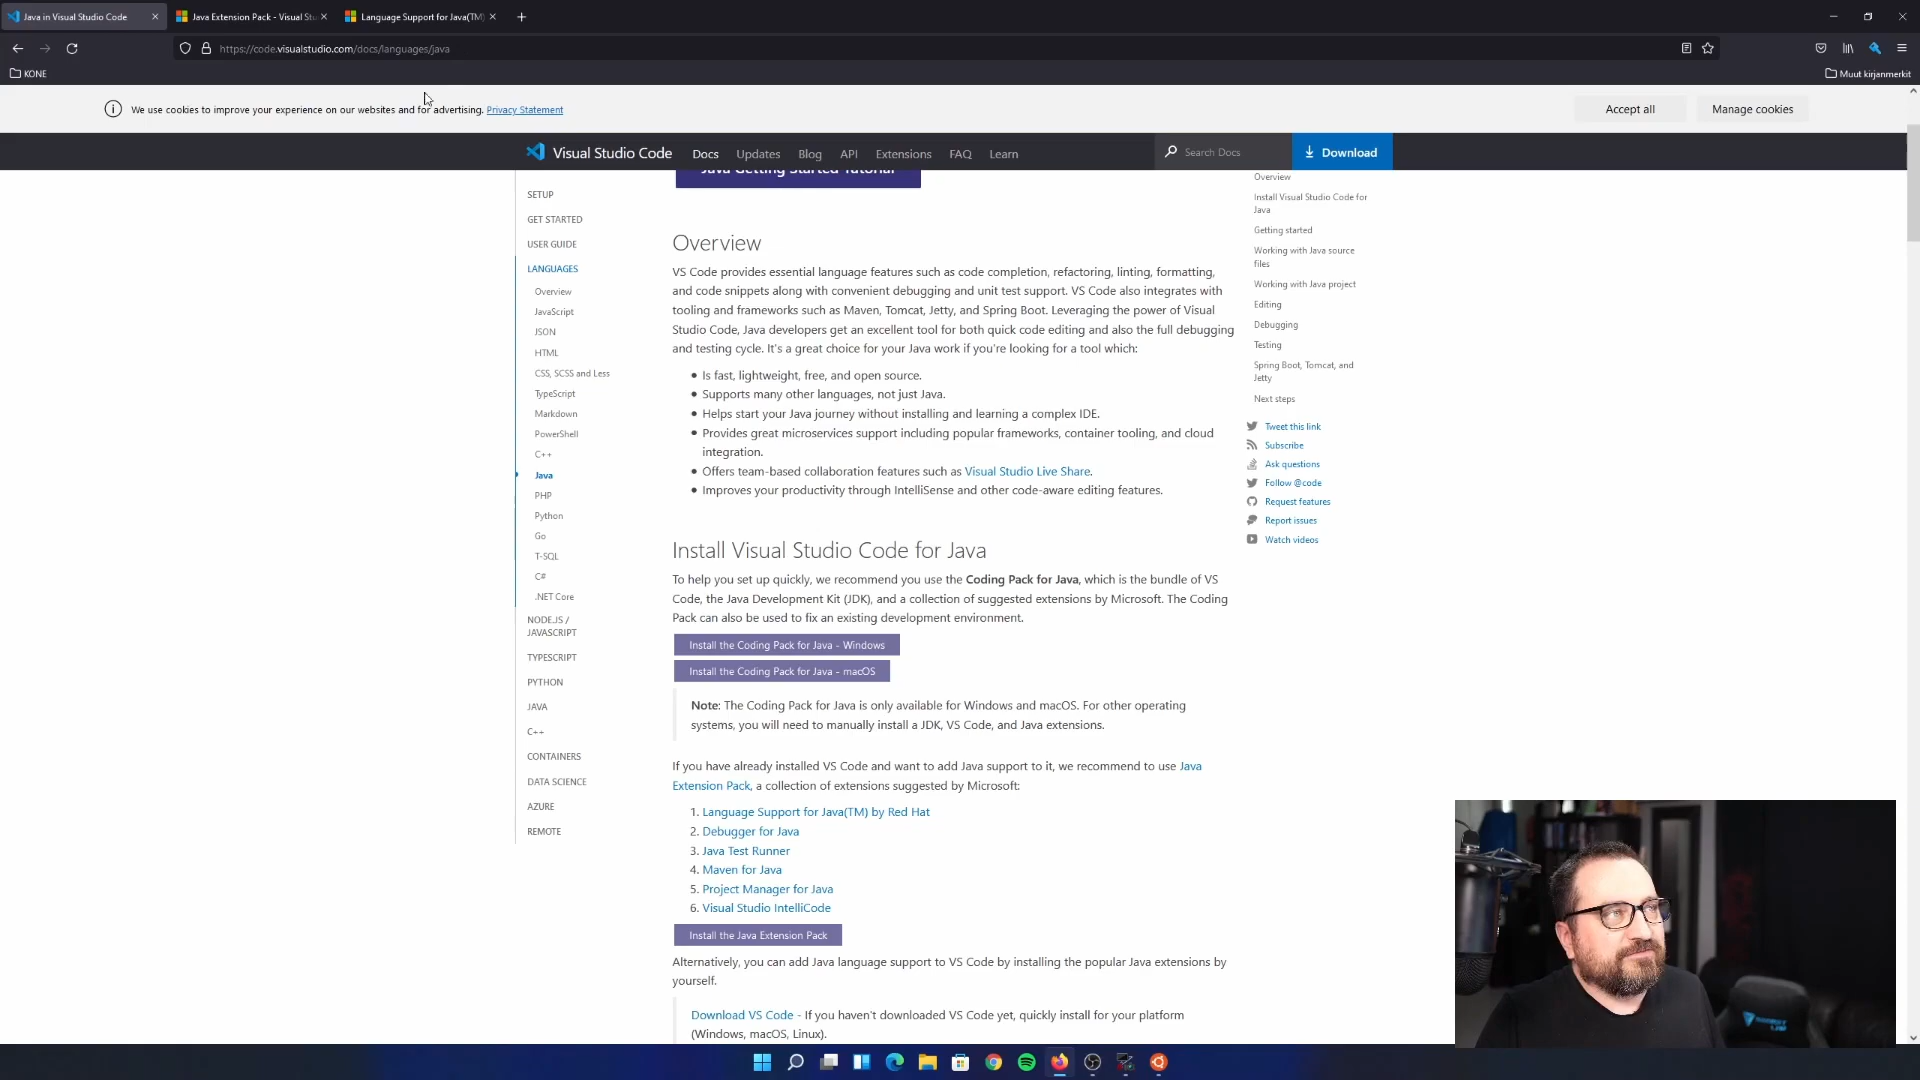 Java in Visual Studio Code
Java Extension Pack - Visual Stu
Language Support for Java(TM)
https://code.visualstudio.com/docs/languages/java
KONE
Muut kirjanmerkit
We use cookies to improve your experience on our websites and for advertising. Privacy Statement
Accept all
Manage cookies
Visual Studio Code
Docs
Updates
Blog
API
Extensions
FAQ
Learn
Search Docs
Download
Java Getting Started Tutorial
SETUP
GET STARTED
USER GUIDE
LANGUAGES
Overview
JavaScript
JSON
HTML
CSS, SCSS and Less
TypeScript
Markdown
PowerShell
C++
Java
PHP
Python
Go
T-SQL
C#
.NET Core
NODE.JS /
JAVASCRIPT
TYPESCRIPT
PYTHON
JAVA
C++
CONTAINERS
DATA SCIENCE
AZURE
REMOTE
Overview
VS Code provides essential language features such as code completion, refactoring, linting, formatting,
and code snippets along with convenient debugging and unit test support. VS Code also integrates with
tooling and frameworks such as Maven, Tomcat, Jetty, and Spring Boot. Leveraging the power of Visual
Studio Code, Java developers get an excellent tool for both quick code editing and also the full debugging
and testing cycle. It's a great choice for your Java work if you're looking for a tool which:
• Is fast, lightweight, free, and open source.
• Supports many other languages, not just Java.
• Helps start your Java journey without installing and learning a complex IDE.
• Provides great microservices support including popular frameworks, container tooling, and cloud
integration.
• Offers team-based collaboration features such as Visual Studio Live Share.
• Improves your productivity through IntelliSense and other code-aware editing features.
Install Visual Studio Code for Java
To help you set up quickly, we recommend you use the Coding Pack for Java, which is the bundle of VS
Code, the Java Development Kit (JDK), and a collection of suggested extensions by Microsoft. The Coding
Pack can also be used to fix an existing development environment.
Install the Coding Pack for Java - Windows
Install the Coding Pack for Java - macOS
Note: The Coding Pack for Java is only available for Windows and macOS. For other operating
systems, you will need to manually install a JDK, VS Code, and Java extensions.
If you have already installed VS Code and want to add Java support to it, we recommend to use Java
Extension Pack, a collection of extensions suggested by Microsoft:
1. Language Support for Java(TM) by Red Hat
2. Debugger for Java
3. Java Test Runner
4. Maven for Java
5. Project Manager for Java
6. Visual Studio IntelliCode
Install the Java Extension Pack
Alternatively, you can add Java language support to VS Code by installing the popular Java extensions by
yourself.
Download VS Code - If you haven't downloaded VS Code yet, quickly install for your platform
(Windows, macOS, Linux).
Overview
Install Visual Studio Code for
Java
Getting started
Working with Java source
files
Working with Java project
Editing
Debugging
Testing
Spring Boot, Tomcat, and
Jetty
Next steps
Tweet this link
Subscribe
Ask questions
Follow @code
Request features
Report issues
Watch videos